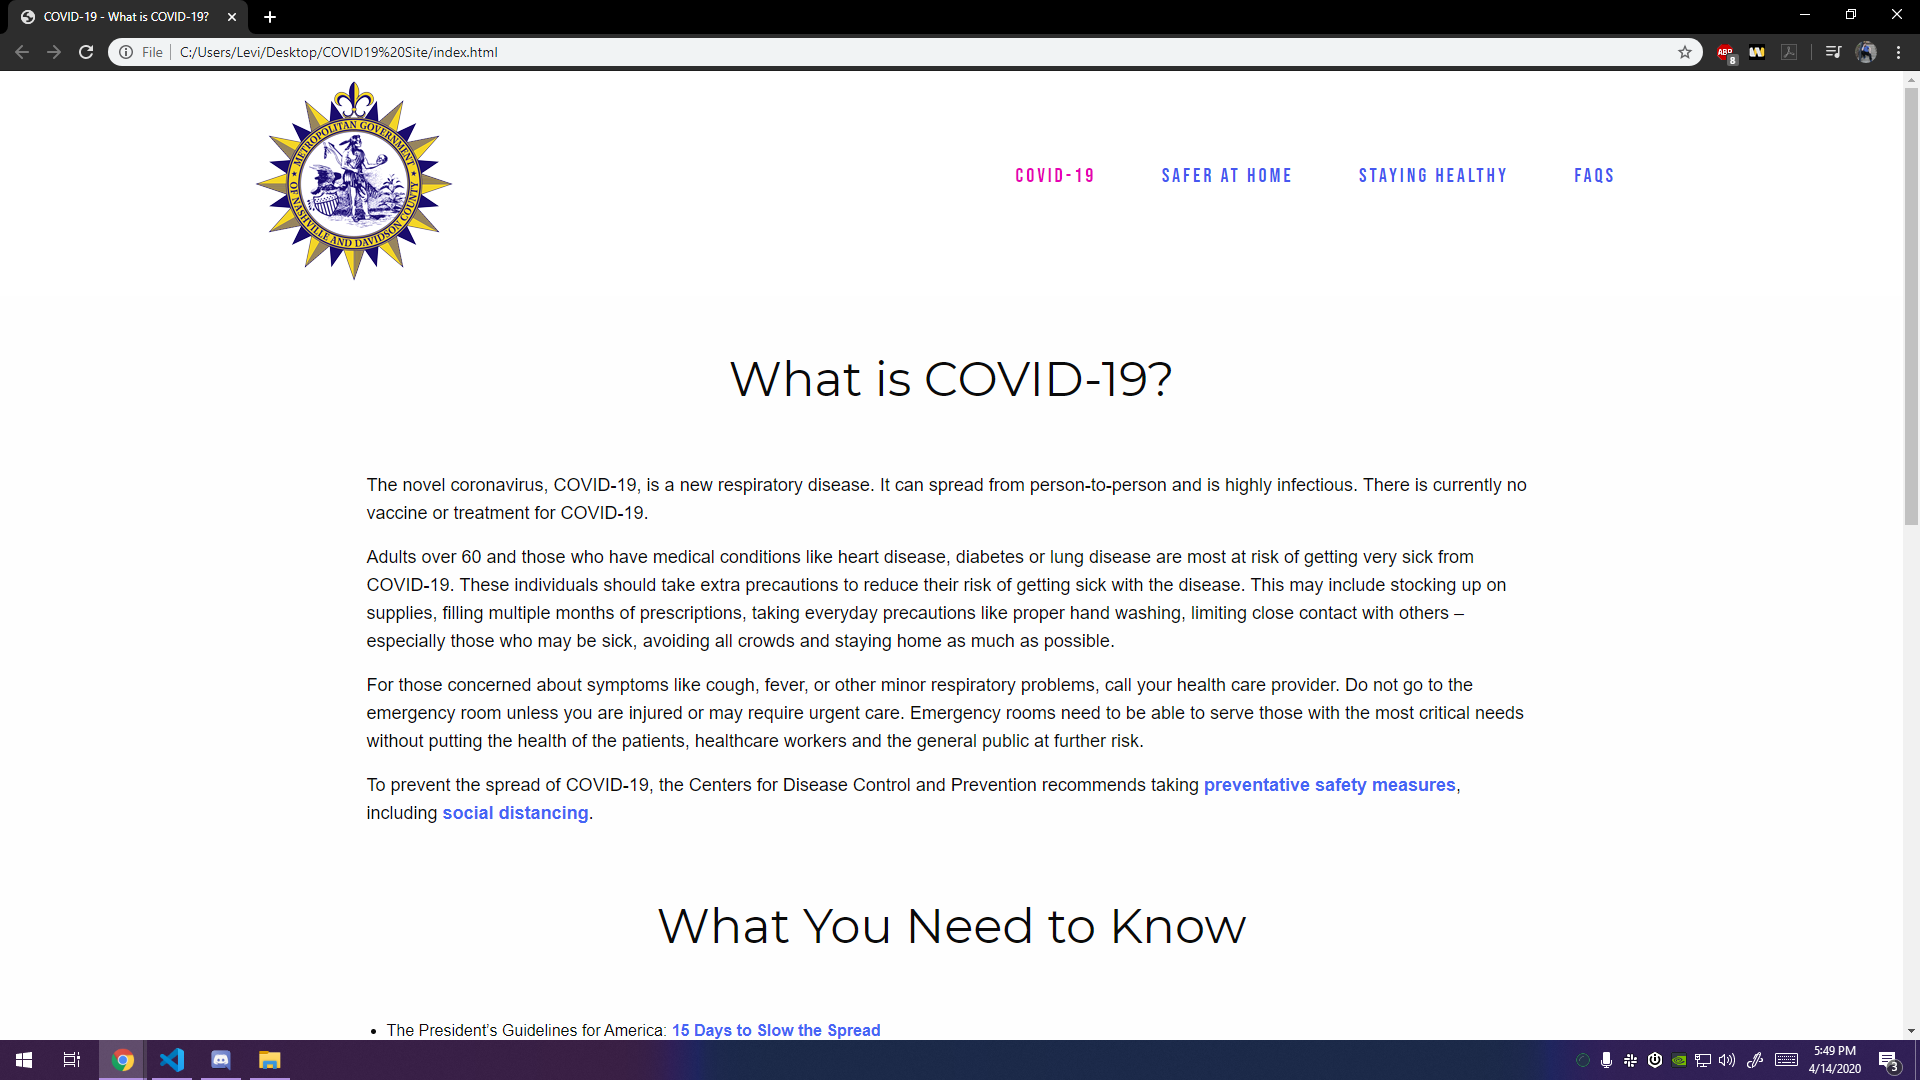 COVID-19 - What is COVID-19?
File
C:/Users/Levi/Desktop/COVID19%20Site/index.html
ABP
8
W
METROPOLITAN GOVERNMENT
OF NASHVILLE AND DAVIDSON COUNTY
COVID-19
SAFER AT HOME
STAYING HEALTHY
FAQS
What is COVID-19?
The novel coronavirus, COVID-19, is a new respiratory disease. It can spread from person-to-person and is highly infectious. There is currently no
vaccine or treatment for COVID-19.
Adults over 60 and those who have medical conditions like heart disease, diabetes or lung disease are most at risk of getting very sick from
COVID-19. These individuals should take extra precautions to reduce their risk of getting sick with the disease. This may include stocking up on
supplies, filling multiple months of prescriptions, taking everyday precautions like proper hand washing, limiting close contact with others –
especially those who may be sick, avoiding all crowds and staying home as much as possible.
For those concerned about symptoms like cough, fever, or other minor respiratory problems, call your health care provider. Do not go to the
emergency room unless you are injured or may require urgent care. Emergency rooms need to be able to serve those with the most critical needs
without putting the health of the patients, healthcare workers and the general public at further risk.
To prevent the spread of COVID-19, the Centers for Disease Control and Prevention recommends taking preventative safety measures,
including social distancing.
What You Need to Know
• The President's Guidelines for America: 15 Days to Slow the Spread
5:49 PM
4/14/2020
3